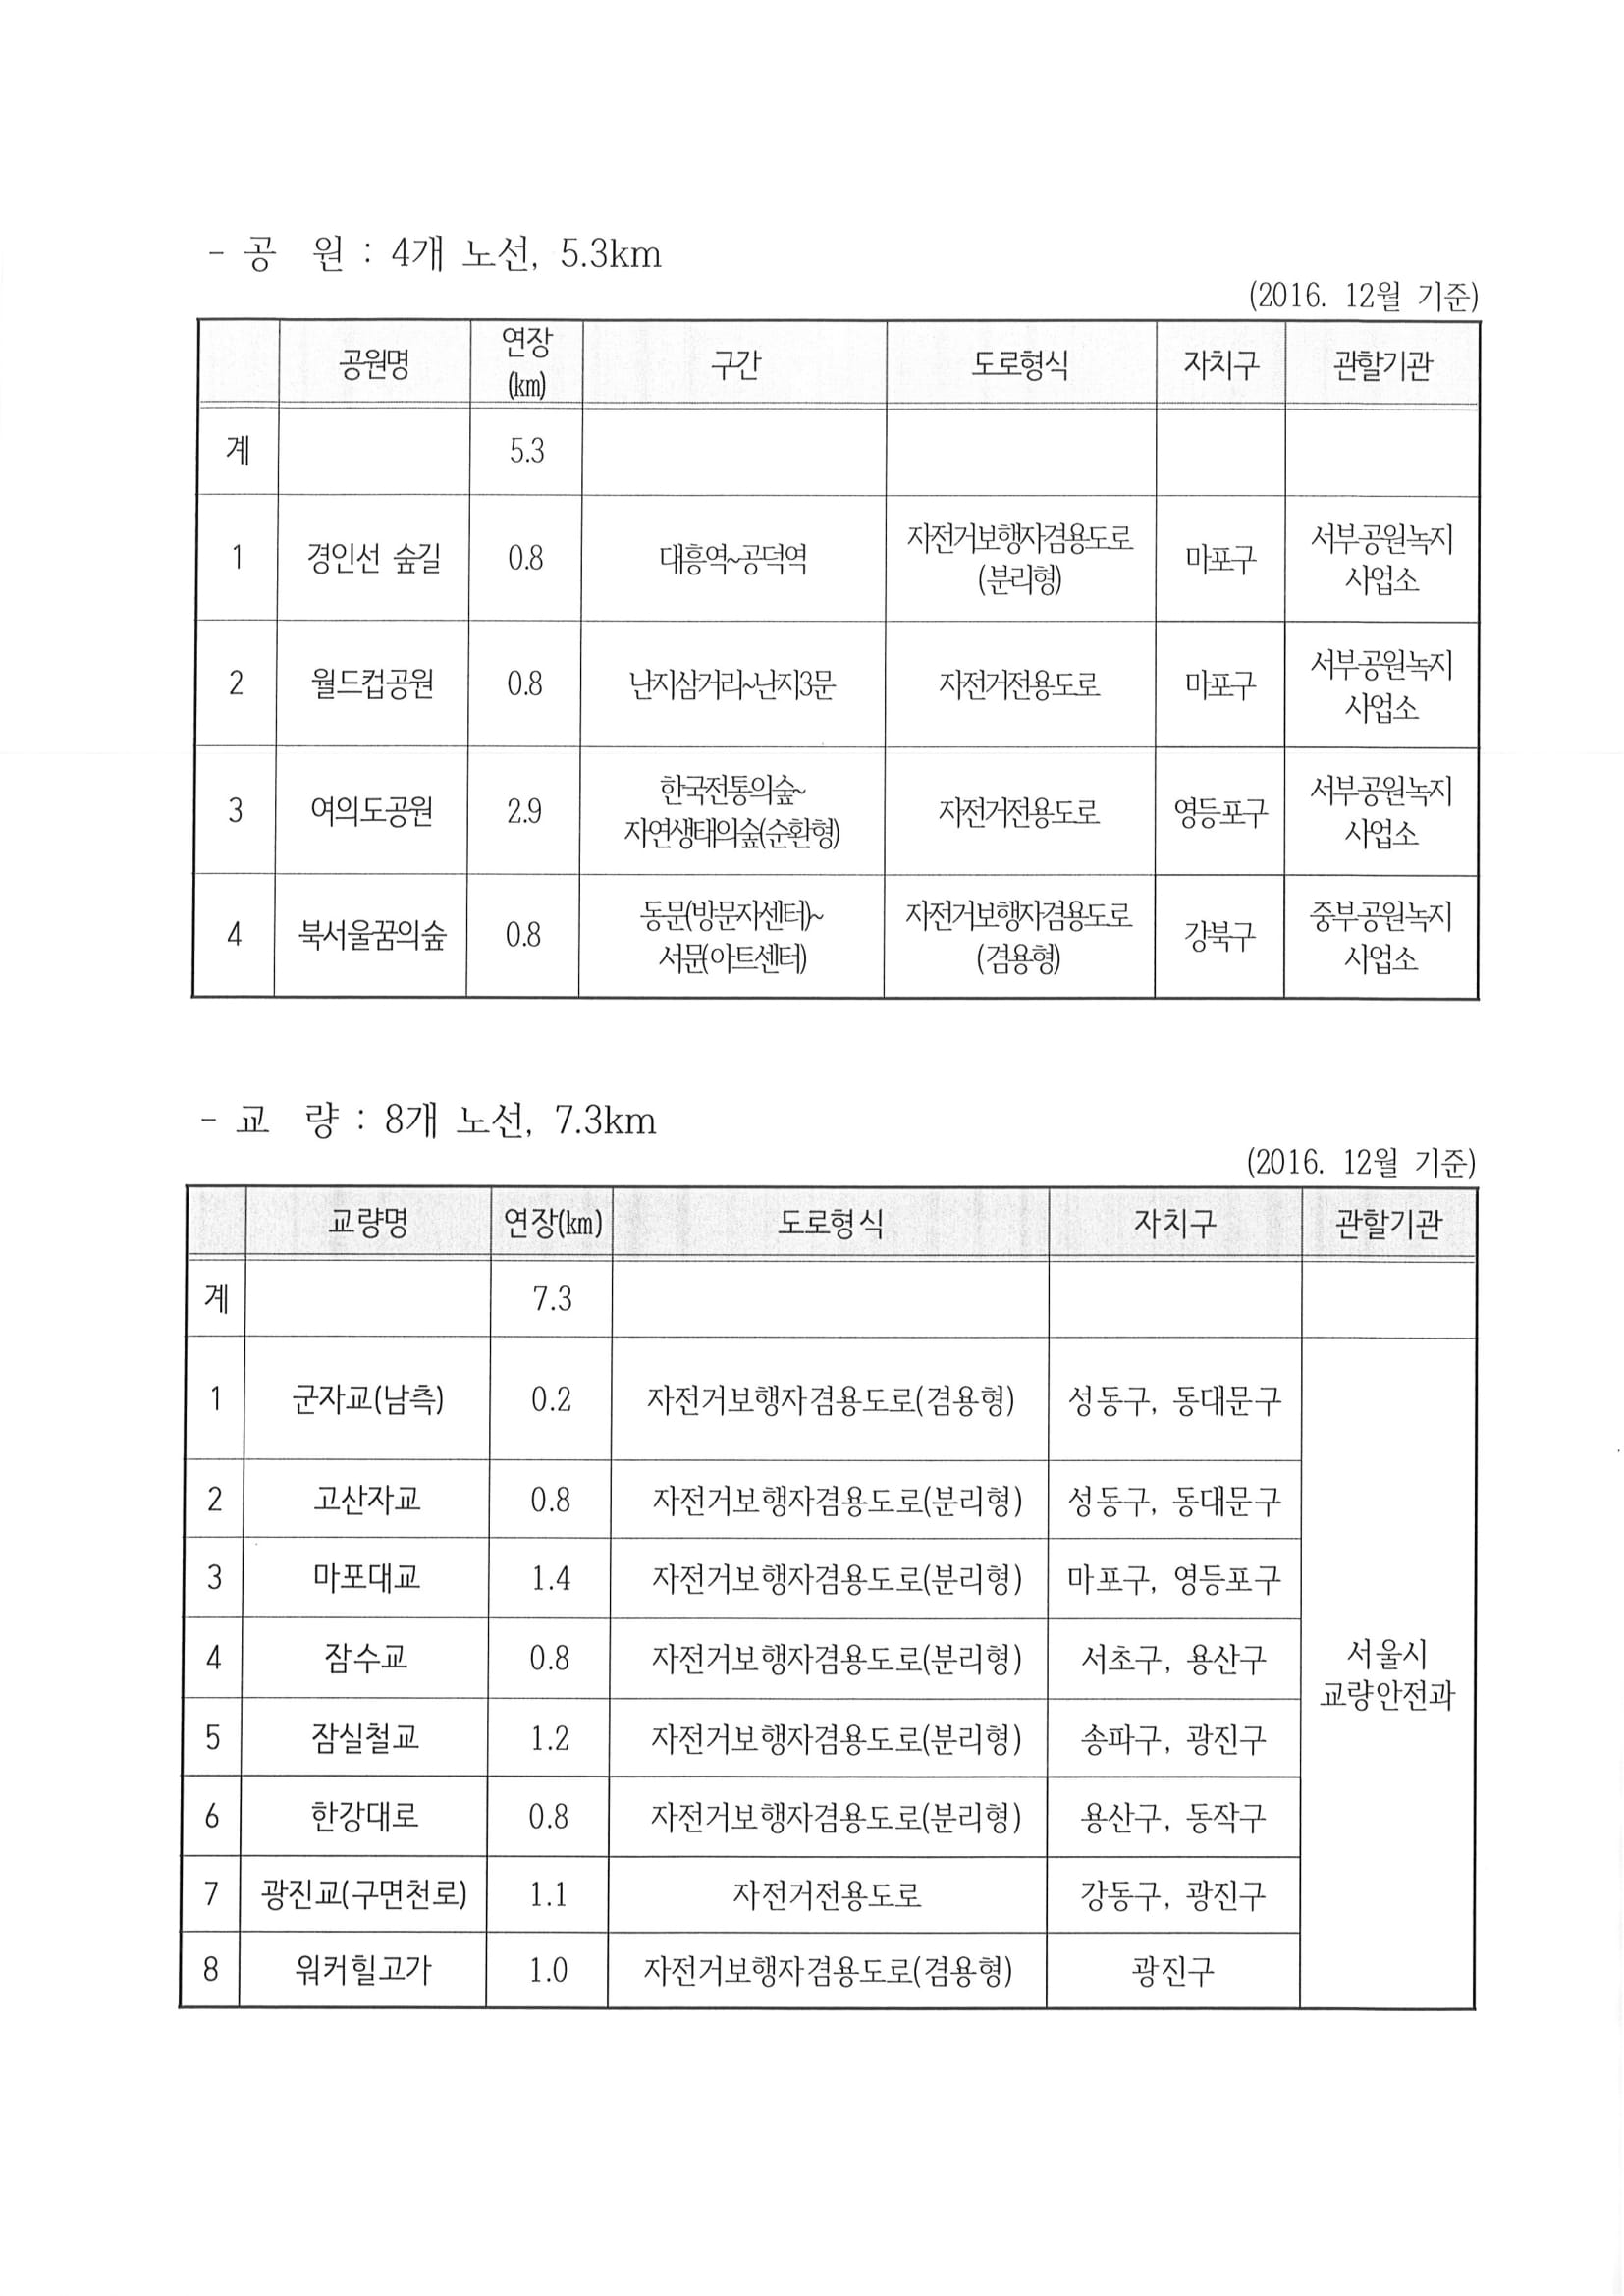 - 공 원 : 4개 노선, 5.3km
(2016. 12월 기준)
공원명 연장(km) 구간 도로형식 자치구 관할기관
계 5.3
1 경인선 숲길 0.8 대흥역~공덕역 자전거보행자겸용도로(분리형) 마포구 서부공원녹지사업소
2 월드컵공원 0.8 난지삼거리~난지3문 자전거전용도로 마포구 서부공원녹지사업소
3 여의도공원 2.9 한국전통의숲~자연생태의숲(순환형) 자전거전용도로 영등포구 서부공원녹지사업소
4 북서울꿈의숲 0.8 동문(방문자센터)~서문(아트센터) 자전거보행자겸용도로(겸용형) 강북구 중부공원녹지사업소
- 교 량 : 8개 노선, 7.3km
(2016. 12월 기준)
교량명 연장(km) 도로형식 자치구 관할기관
계 7.3
1 군자교(남측) 0.2 자전거보행자겸용도로(겸용형) 성동구, 동대문구
2 고산자교 0.8 자전거보행자겸용도로(분리형) 성동구, 동대문구
3 마포대교 1.4 자전거보행자겸용도로(분리형) 마포구, 영등포구
4 잠수교 0.8 자전거보행자겸용도로(분리형) 서초구, 용산구
서울시
교량안전과
5 잠실철교 1.2 자전거보행자겸용도로(분리형) 송파구, 광진구
6 한강대로 0.8 자전거보행자겸용도로(분리형) 용산구, 동작구
7 광진교(구면천로) 1.1 자전거전용도로 강동구, 광진구
8 워커힐고가 1.0 자전거보행자겸용도로(겸용형) 광진구